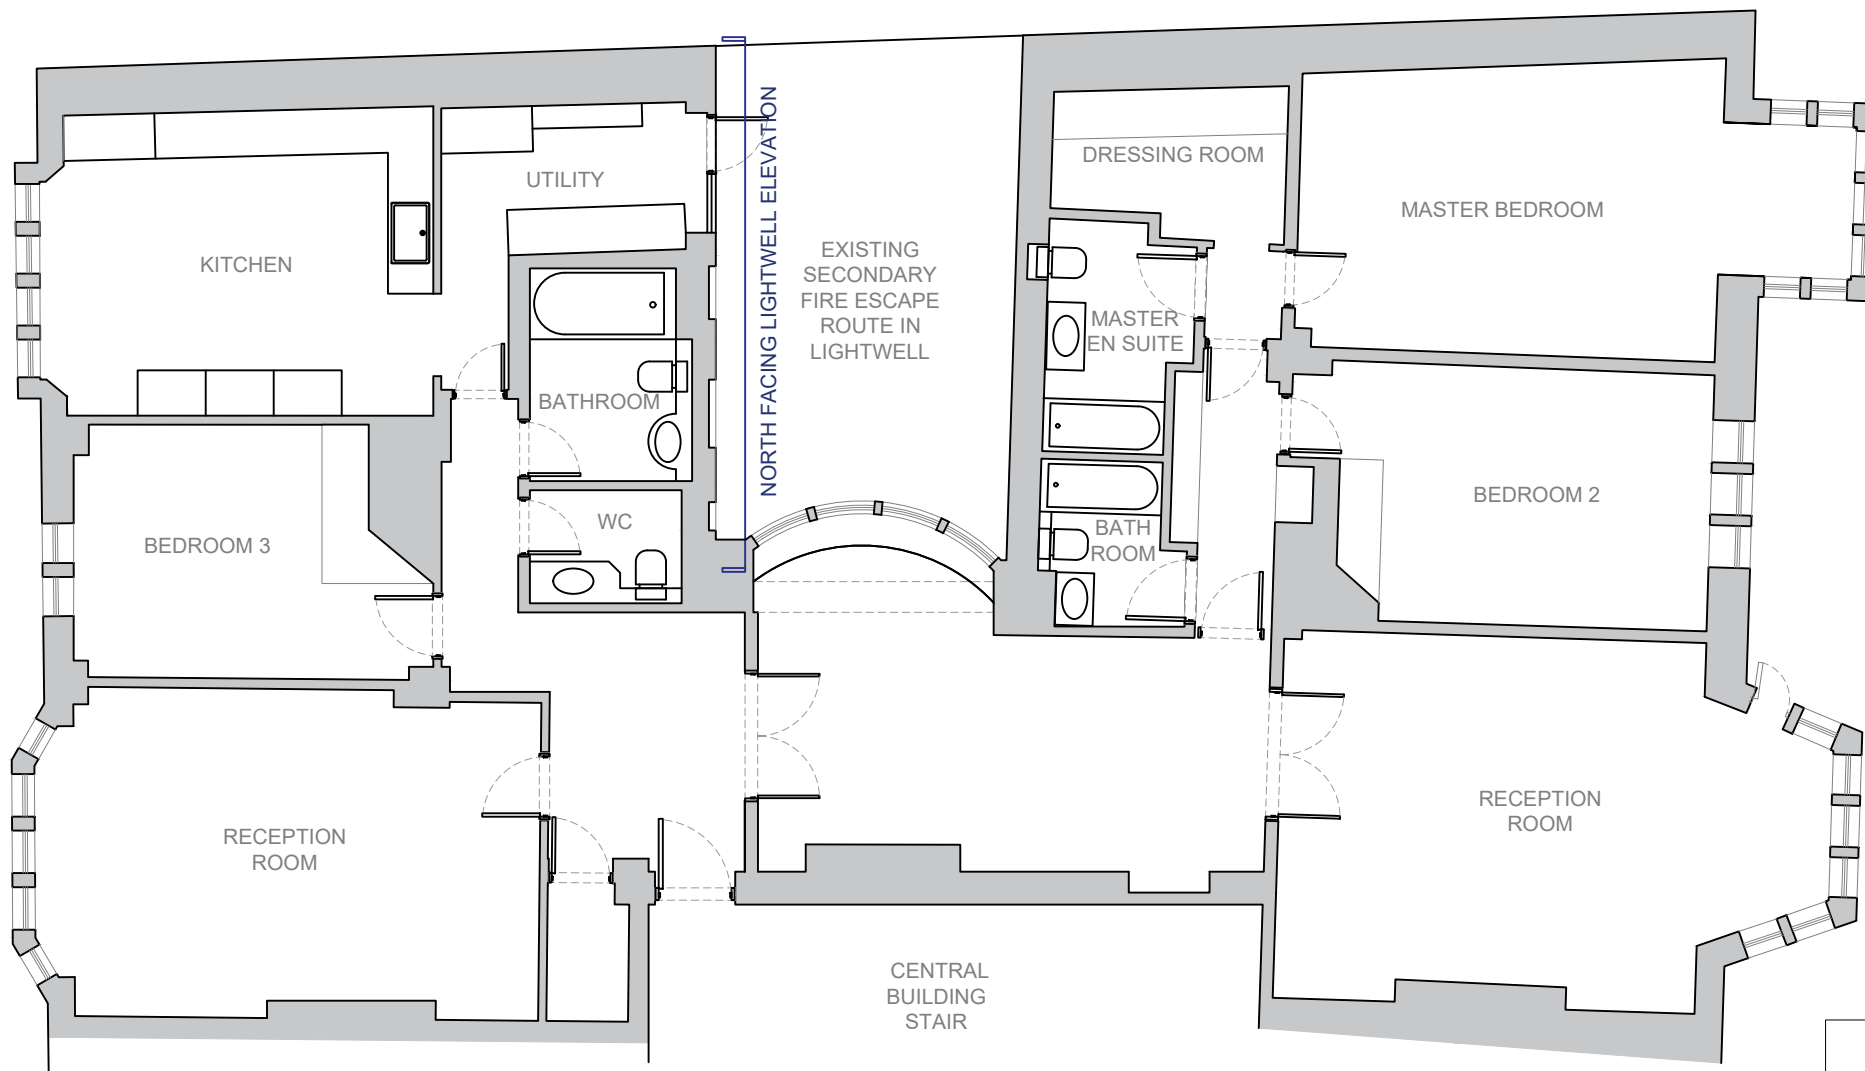 KITCHEN
UTILITY
NORTH FACING LIGHTWELL ELEVATION
EXISTING
SECONDARY
FIRE ESCAPE
ROUTE IN
LIGHTWELL
DRESSING ROOM
MASTER BEDROOM
MASTER
EN SUITE
BATHROOM
WC
BEDROOM 3
BATH
ROOM
BEDROOM 2
RECEPTION
ROOM
RECEPTION
ROOM
CENTRAL
BUILDING
STAIR